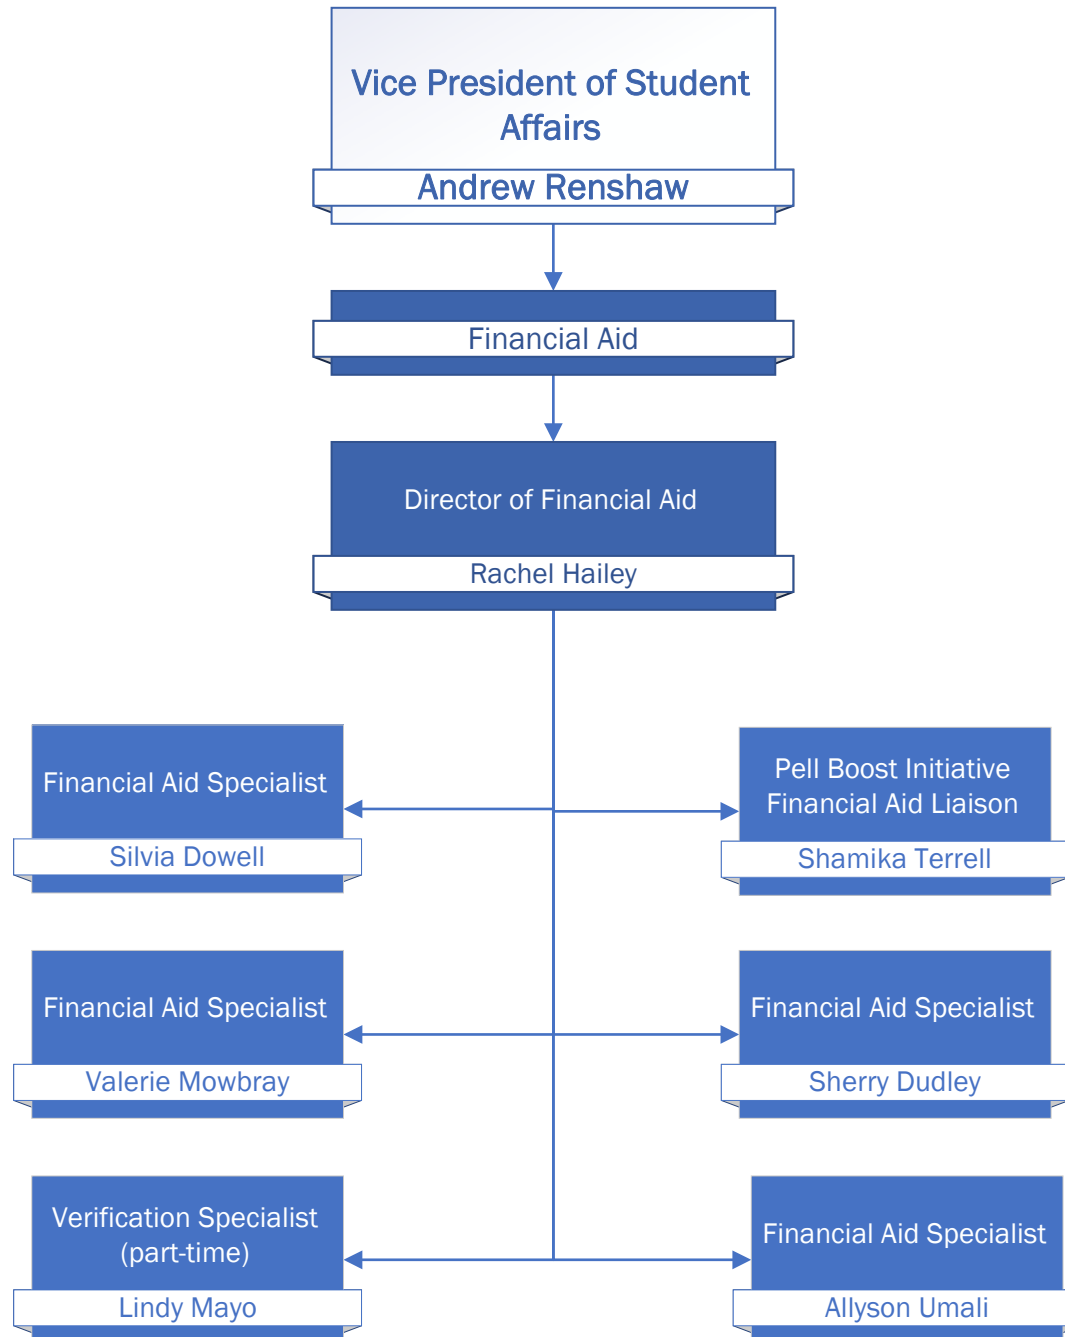 Vice President of Student
Affairs
Andrew Renshaw
Financial Aid
Director of Financial Aid
Rachel Hailey
Financial Aid Specialist
Silvia Dowell
Pell Boost Initiative
Financial Aid Liaison
Shamika Terrell
Financial Aid Specialist
Valerie Mowbray
Financial Aid Specialist
Sherry Dudley
Verification Specialist
(part-time)
Lindy Mayo
Financial Aid Specialist
Allyson Umali